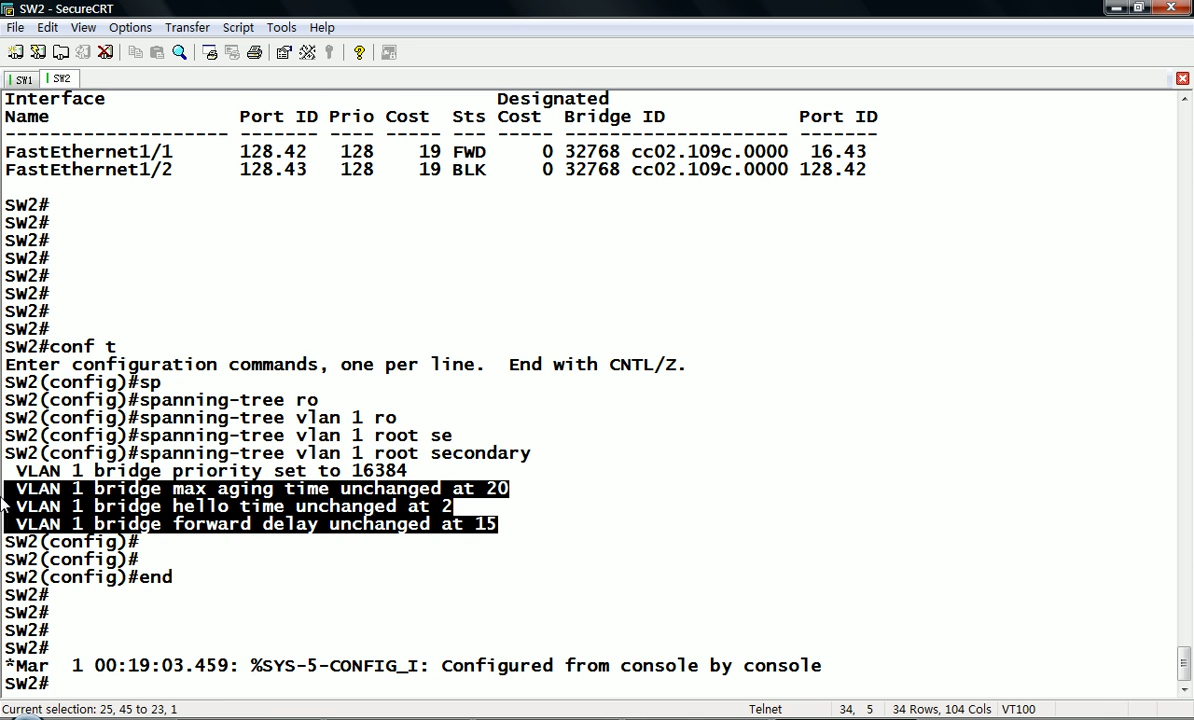 SW2 - SecureCRT
File Edit View Options Transfer Script Tools Help
SW1 SW2
Interface Designated
Name Port ID Prio Cost Sts Cost Bridge ID Port ID
-------------------- ------- ---- ----- --- ----- -------------------- -------
FastEthernet1/1 128.42 128 19 FWD 0 32768 cc02.109c.0000 16.43
FastEthernet1/2 128.43 128 19 BLK 0 32768 cc02.109c.0000 128.42
SW2#
SW2#
SW2#
SW2#
SW2#
SW2#
SW2#
SW2#
SW2#conf t
Enter configuration commands, one per line. End with CNTL/Z.
SW2(config)#sp
SW2(config)#spanning-tree ro
SW2(config)#spanning-tree vlan 1 ro
SW2(config)#spanning-tree vlan 1 root se
SW2(config)#spanning-tree vlan 1 root secondary
VLAN 1 bridge priority set to 16384
VLAN 1 bridge max aging time unchanged at 20
VLAN 1 bridge hello time unchanged at 2
VLAN 1 bridge forward delay unchanged at 15
SW2(config)#
SW2(config)#
SW2(config)#end
SW2#
SW2#
SW2#
SW2#
*Mar 1 00:19:03.459: %SYS-5-CONFIG_I: Configured from console by console
SW2#
Current selection: 25, 45 to 23, 1 Telnet 34, 5 34 Rows, 104 Cols VT100